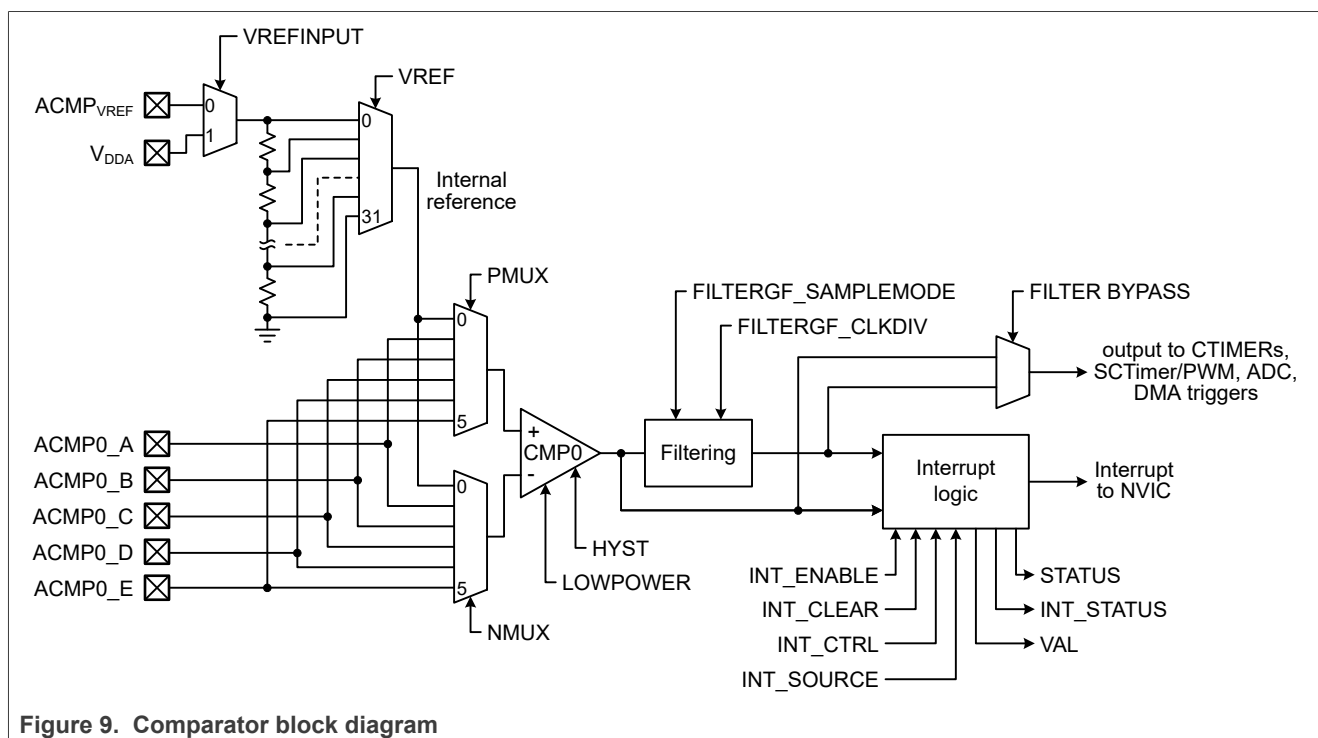 VREFINPUT
VREF
ACMPVREF
0
VDDA
1
0
31
Internal
reference
PMUX
0
5
FILTERGF_SAMPLEMODE
FILTERGF_CLKDIV
FILTER BYPASS
output to CTIMERs,
SCTimer/PWM, ADC,
DMA triggers
ACMP0_A
ACMP0_B
ACMP0_C
ACMP0_D
ACMP0_E
0
5
NMUX
+
CMP0
-
HYST
LOWPOWER
Filtering
Interrupt
logic
Interrupt
to NVIC
INT_ENABLE
INT_CLEAR
INT_CTRL
INT_SOURCE
STATUS
INT_STATUS
VAL
Figure 9. Comparator block diagram